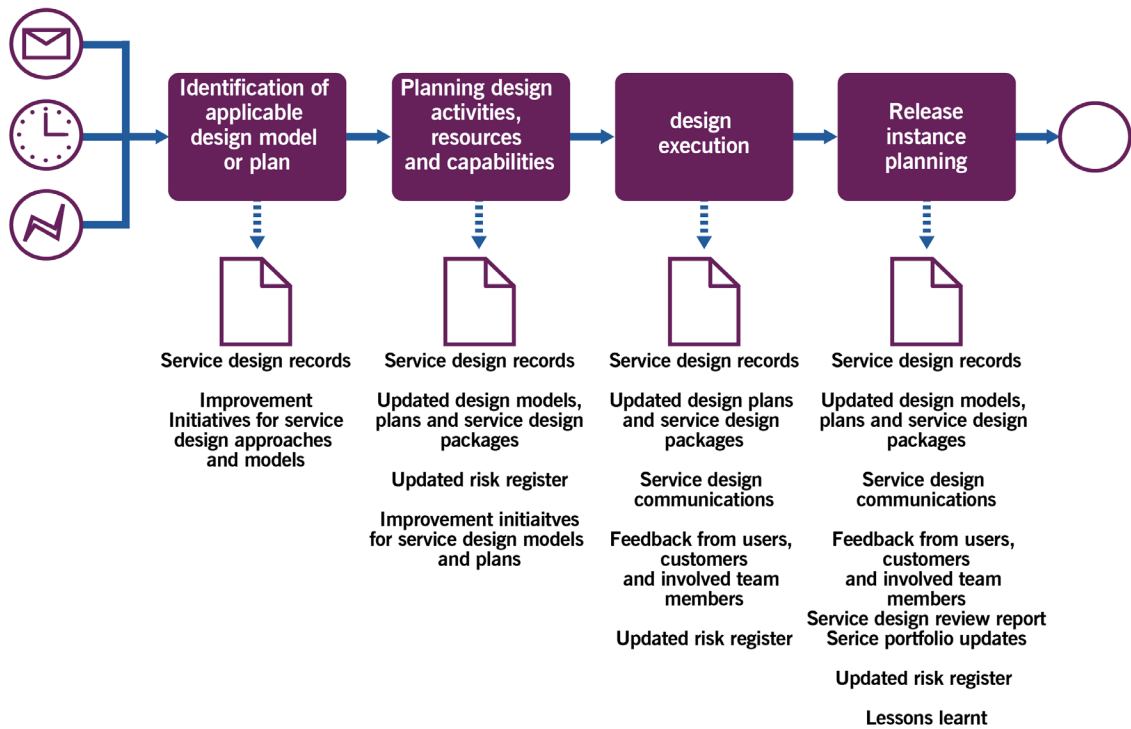 Identification of
applicable
design model
or plan
Planning design
activities,
resources
and capabilities
design
execution
Release
instance
planning
Service design records
Improvement
Initiatives for service
design approaches
and models
Service design records
Updated design models,
plans and service design
packages
Updated risk register
Improvement initiaitves
for service design models
and plans
Service design records
Updated design plans
and service design
packages
Service design
communications
Feedback from users,
customers
and involved team
members
Updated risk register
Service design records
Updated design models,
plans and service design
packages
Service design
communications
Feedback from users,
customers
and involved team
members
Service design review report
Serice portfolio updates
Updated risk register
Lessons learnt